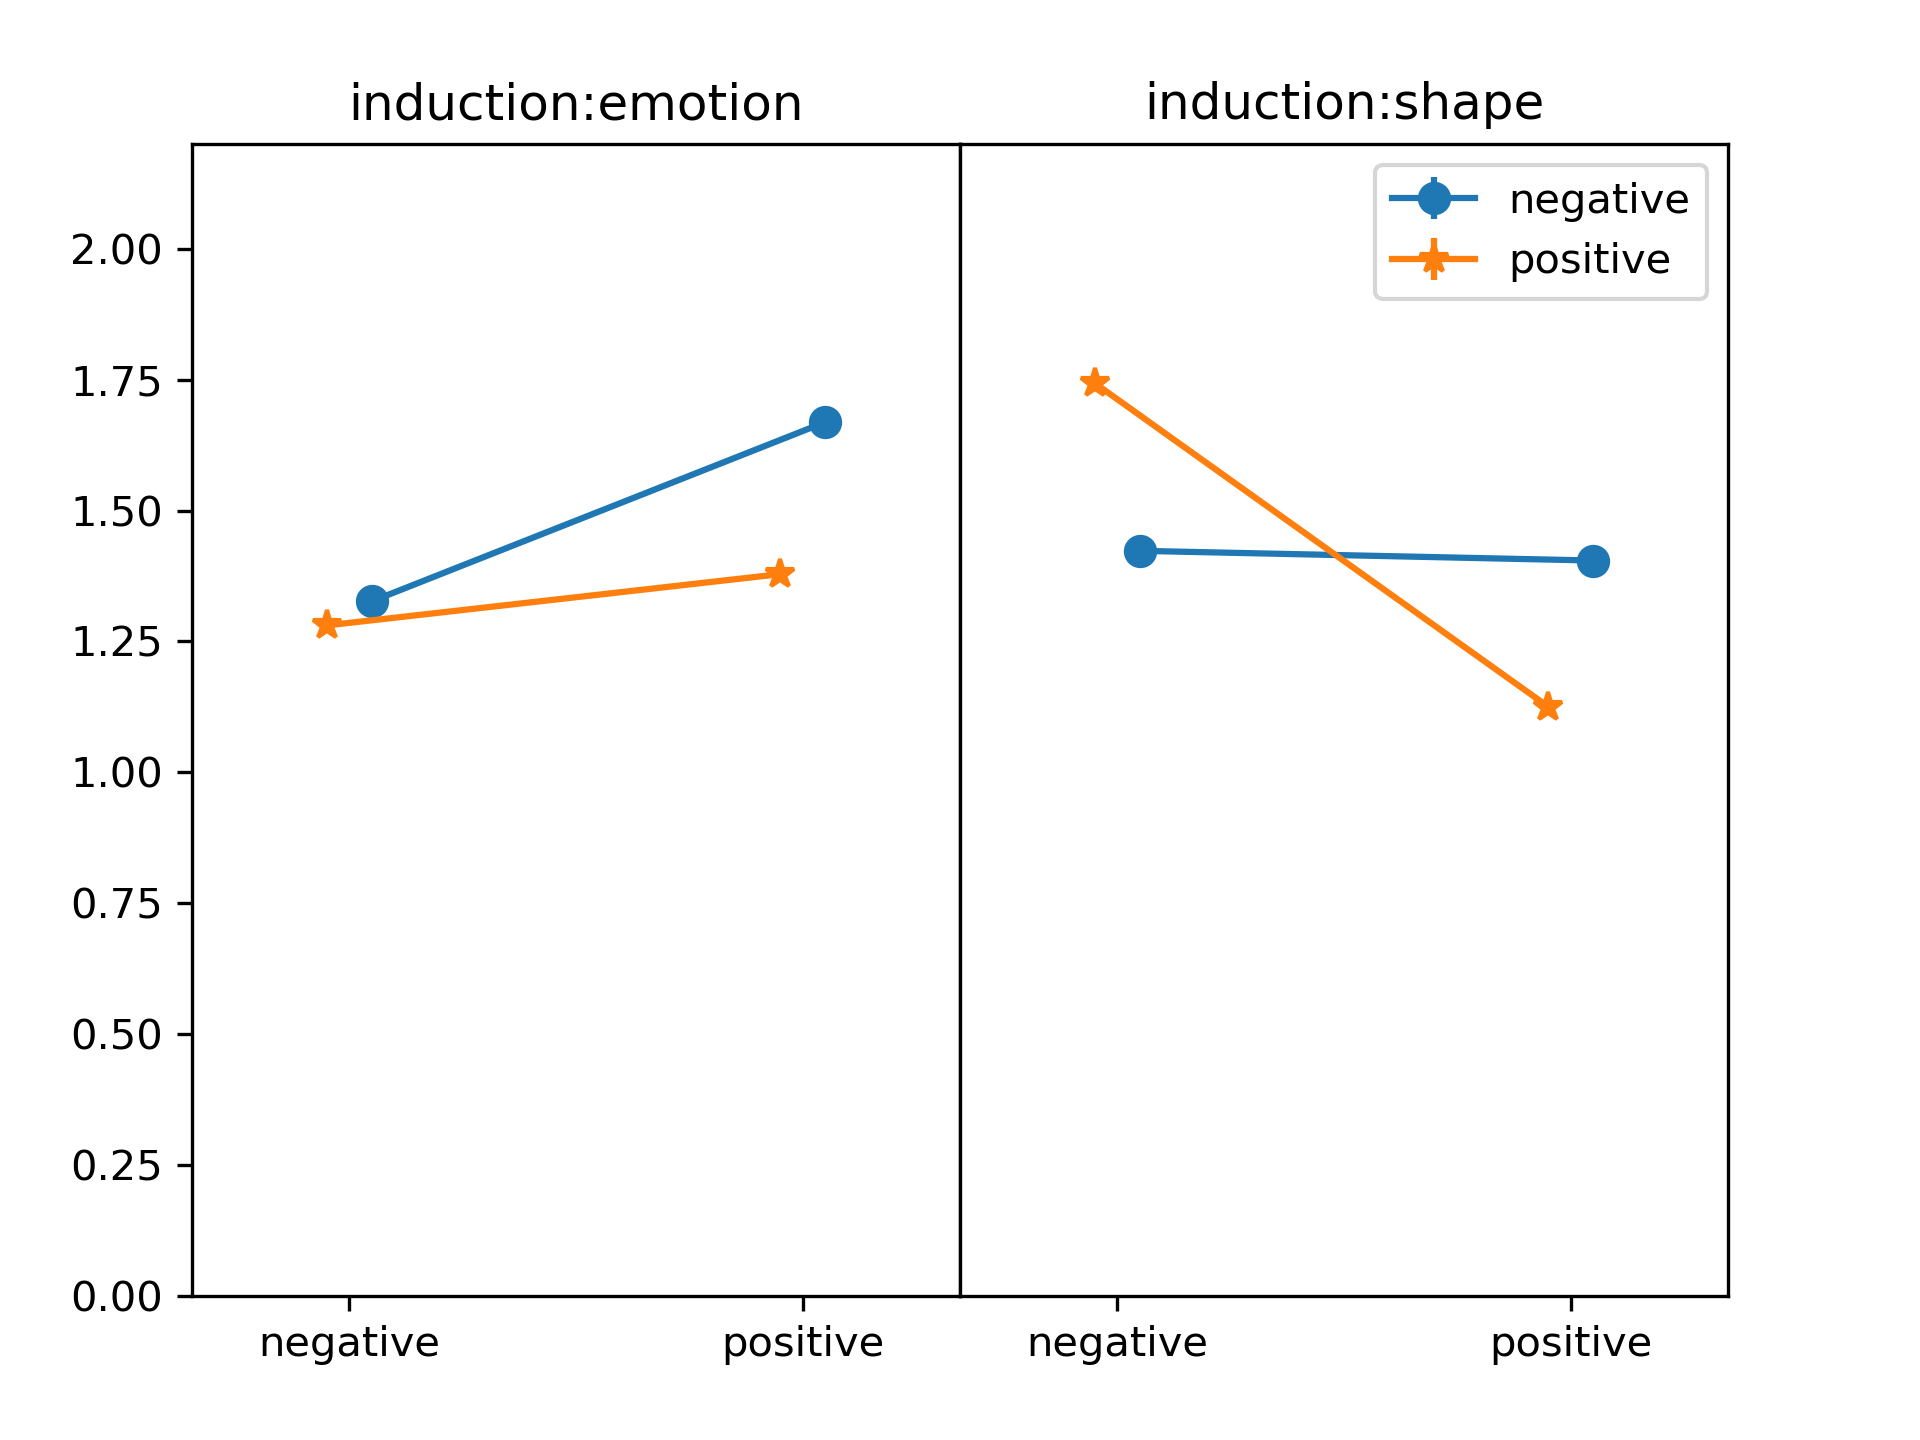 induction:emotion
induction:shape
negative
positive
2.00
1.75
1.50
1.25
1.00
0.75
0.50
0.25
0.00
negative
positive
negative
positive